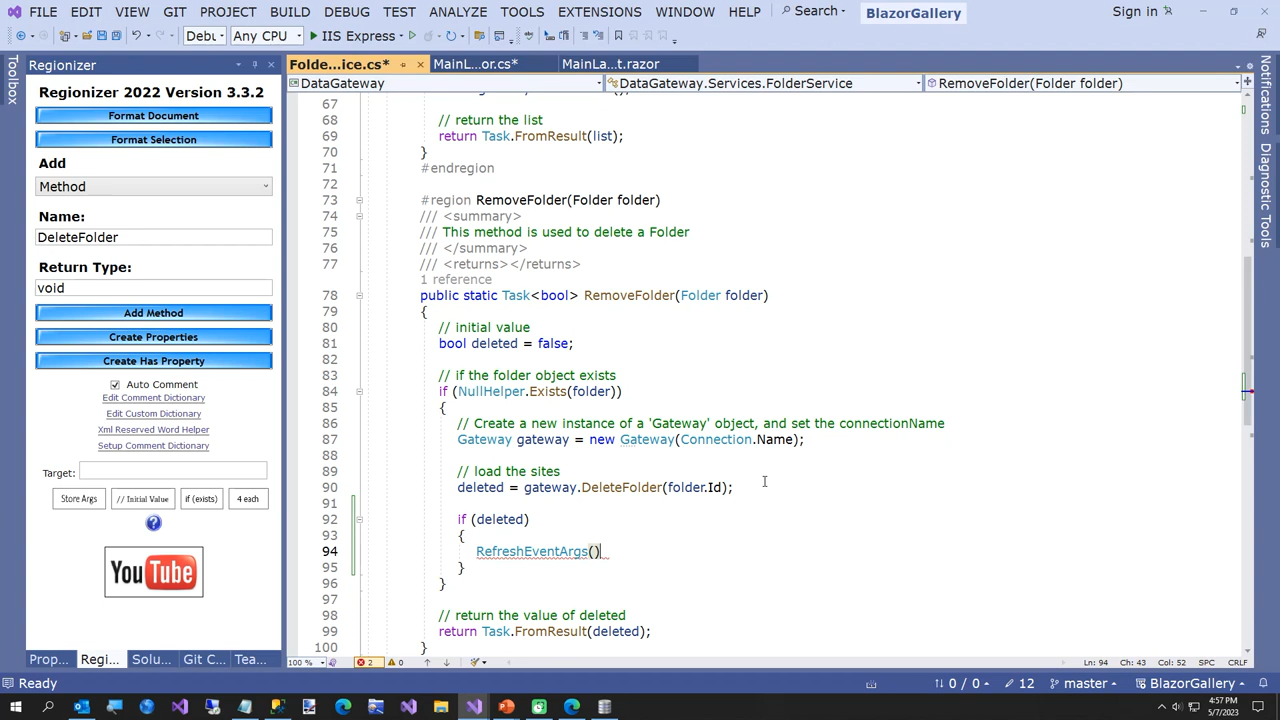 FILE EDIT VIEW GIT PROJECT BUILD DEBUG TEST ANALYZE TOOLS EXTENSIONS WINDOW HELP Search BlazorGallery Sign in
Debu Any CPU IIS Express
Toolbox
Regionizer
Regionizer 2022 Version 3.3.2
Format Document
Format Selection
Add
Method
Name:
DeleteFolder
Return Type:
void
Add Method
Create Properties
Create Has Property
Auto Comment
Edit Comment Dictionary
Edit Custom Dictionary
Xml Reserved Word Helper
Setup Comment Dictionary
Target:
Store Args // Initial Value if (exists) 4 each
?
YouTube
Prop... Regi... Solu... Git C... Tea...
Folde...ice.cs* MainL...or.cs* MainLa...t.razor
DataGateway DataGateway.Services.FolderService RemoveFolder(Folder folder)
67
68 // return the list
69 return Task.FromResult(list);
70 }
71 #endregion
72
73 #region RemoveFolder(Folder folder)
74 /// <summary>
75 /// This method is used to delete a Folder
76 /// </summary>
77 /// <returns></returns>
1 reference
78 public static Task<bool> RemoveFolder(Folder folder)
79 {
80 // initial value
81 bool deleted = false;
82
83 // if the folder object exists
84 if (NullHelper.Exists(folder))
85 {
86 // Create a new instance of a 'Gateway' object, and set the connectionName
87 Gateway gateway = new Gateway(Connection.Name);
88
89 // load the sites
90 deleted = gateway.DeleteFolder(folder.Id);
91
92 if (deleted)
93 {
94 RefreshEventArgs()
95 }
96 }
97
98 // return the value of deleted
99 return Task.FromResult(deleted);
100 }
100 % 2 0 Ln: 94 Ch: 43 Col: 52 SPC CRLF
Notifications
Diagnostic Tools
Ready 0 / 0 12 master BlazorGallery
4:57 PM
5/7/2023